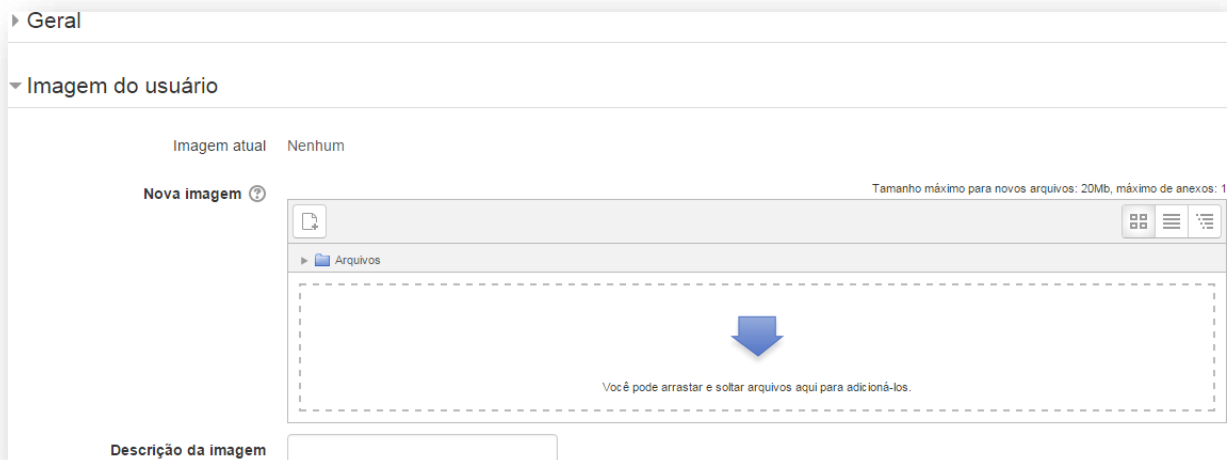 Geral
Imagem do usuário
Imagem atual Nenhum
Nova imagem
Tamanho máximo para novos arquivos: 20Mb, máximo de anexos: 1
Arquivos
Você pode arrastar e soltar arquivos aqui para adicioná-los.
Descrição da imagem